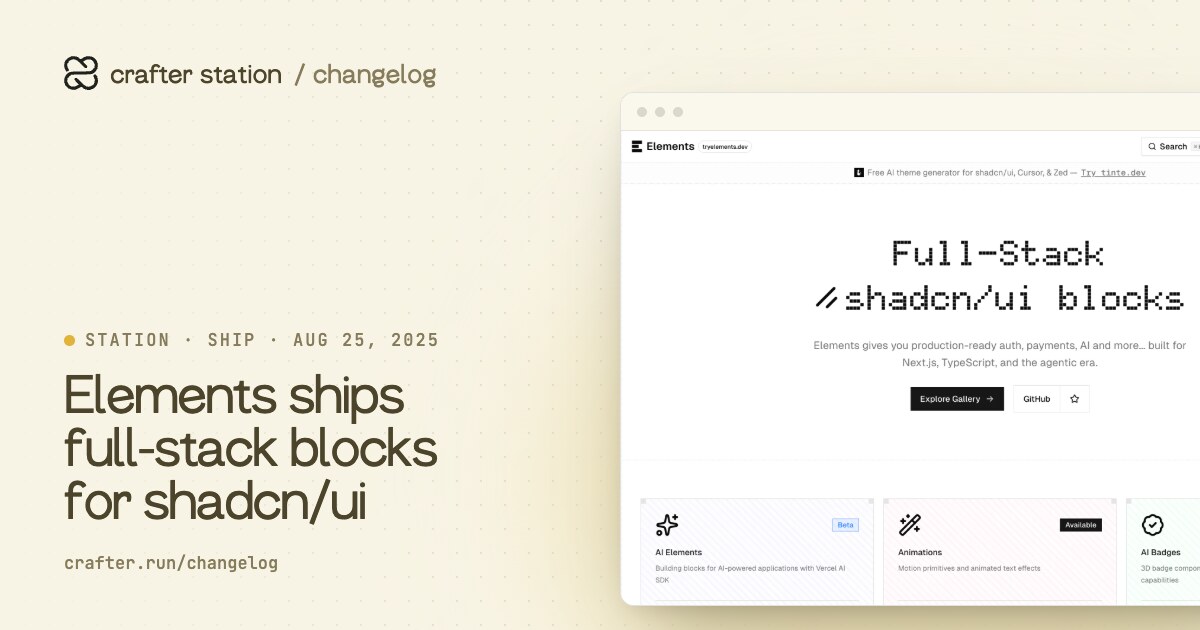 crafter station / changelog
STATION · SHIP · AUG 25, 2025
Elements ships
full-stack blocks
for shadcn/ui
crafter.run/changelog
Elements tryelements.dev
Search
Free AI theme generator for shadcn/ui, Cursor, & Zed — Try tinte.dev
Full-Stack
shadcn/ui blocks
Elements gives you production-ready auth, payments, AI and more... built for
Next.js, TypeScript, and the agentic era.
Explore Gallery →
GitHub
Beta
AI Elements
Building blocks for AI-powered applications with Vercel AI
SDK
Available
Animations
Motion primitives and animated text effects
AI Badges
3D badge
capabilities